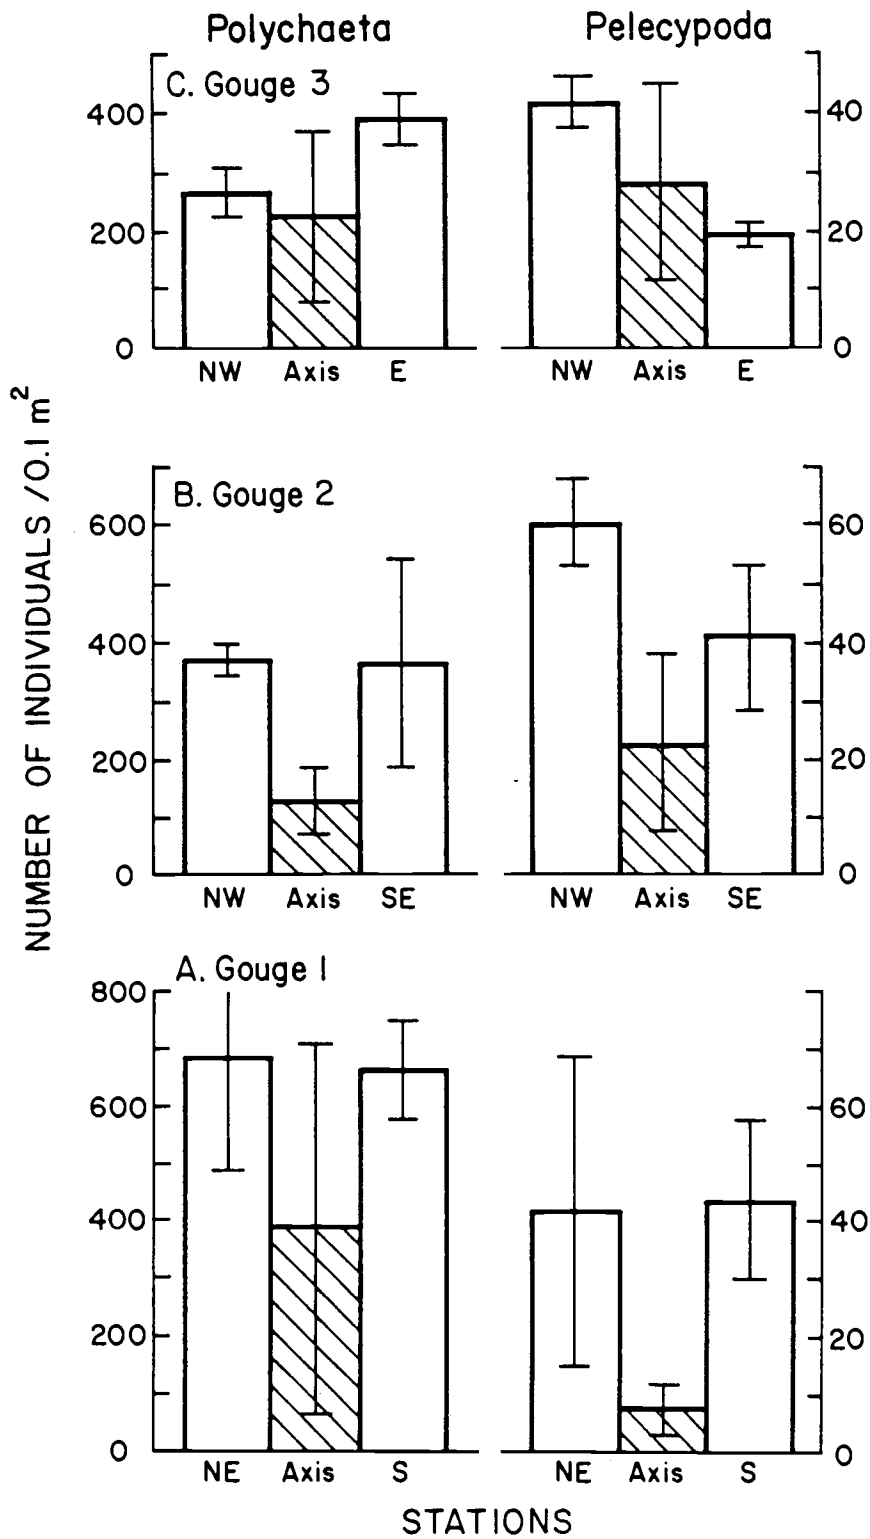 Polychaeta Pelecypoda
C. Gouge 3
400 40
200 20
0 0
NW Axis E NW Axis E
NUMBER OF INDIVIDUALS / 0.1 m²
B. Gouge 2
600 60
400 40
200 20
0 0
NW Axis SE NW Axis SE
A. Gouge 1
800
600 60
400 40
200 20
0 0
NE Axis S NE Axis S
STATIONS